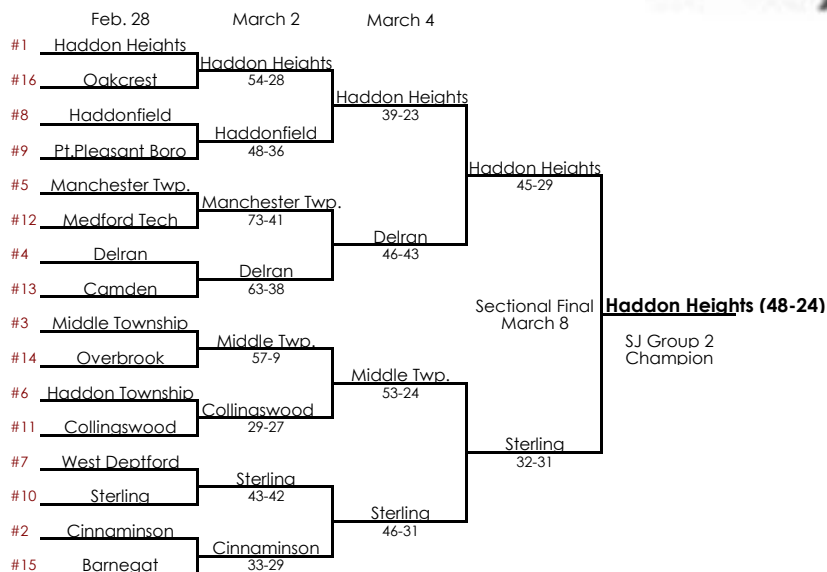 Feb. 28 March 2 March 4
#1 Haddon Heights
Haddon Heights
54-28
#16 Oakcrest
Haddon Heights
39-23
#8 Haddonfield
Haddonfield
48-36
#9 Pt.Pleasant Boro
Haddon Heights
45-29
#5 Manchester Twp.
Manchester Twp.
73-41
#12 Medford Tech
Delran
46-43
#4 Delran
Delran
63-38
#13 Camden
Sectional Final
March 8
Haddon Heights (48-24)
SJ Group 2
Champion
#3 Middle Township
Middle Twp.
57-9
#14 Overbrook
Middle Twp.
53-24
#6 Haddon Township
Collingswood
29-27
#11 Collingswood
Sterling
32-31
#7 West Deptford
Sterling
43-42
#10 Sterling
Sterling
46-31
#2 Cinnaminson
Cinnaminson
33-29
#15 Barnegat